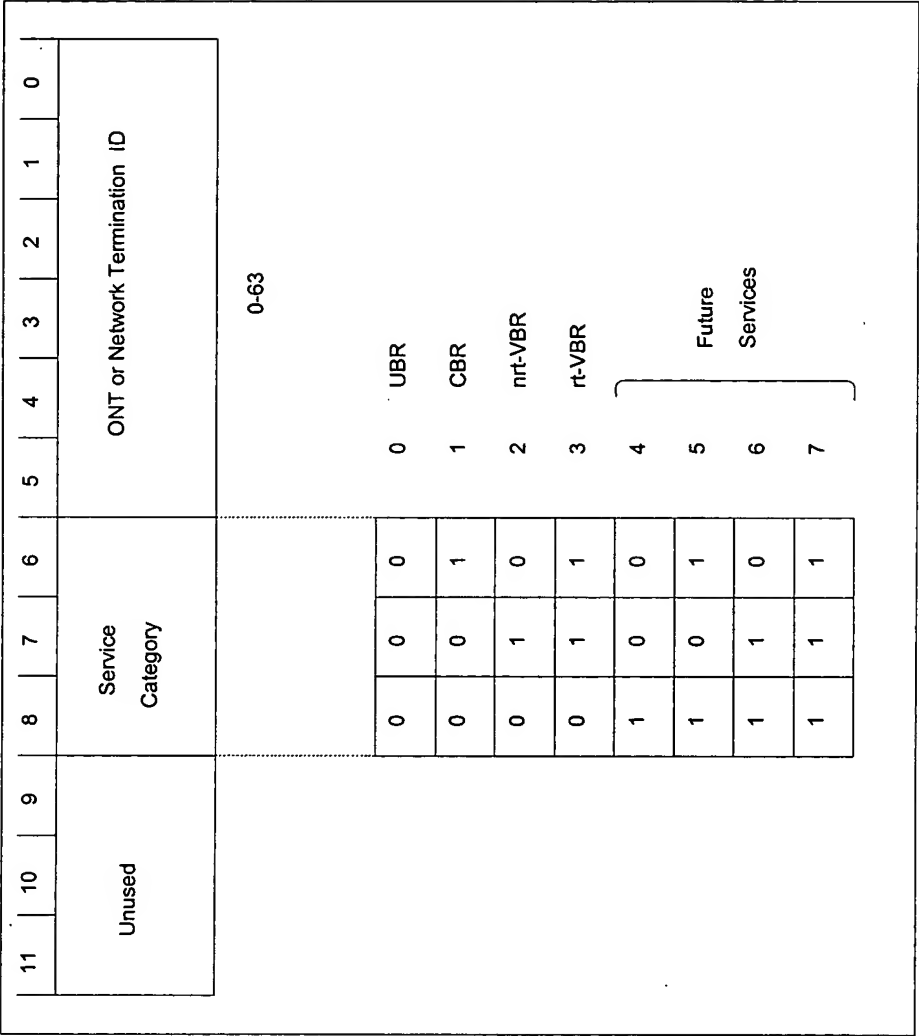 11 10 9 8 7 6 5 4 3 2 1 0
Unused Service Category ONT or Network Termination ID
0-63
0 0 0 0 UBR
0 0 1 1 CBR
0 1 0 2 nrt-VBR
0 1 1 3 rt-VBR
1 0 0 4
1 0 1 5 Future
1 1 0 6 Services
1 1 1 7